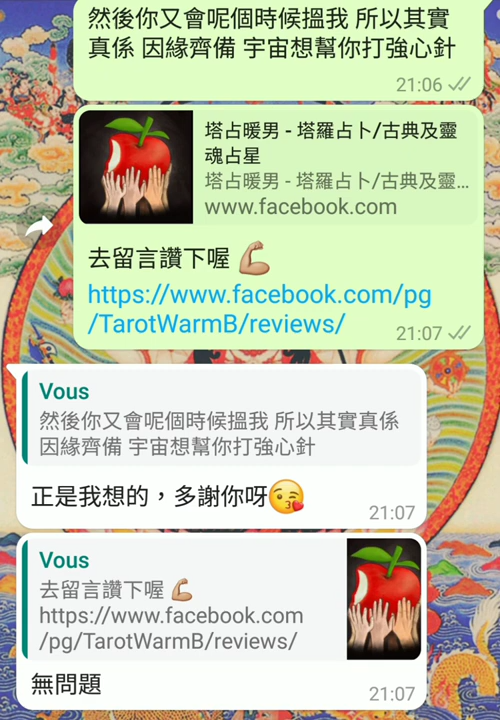 然後你又會呢個時候搵我 所以其實
真係 因緣齊備 宇宙想幫你打強心針
21:06
塔占暖男 - 塔羅占卜/古典及靈
魂占星
塔占暖男 - 塔羅占卜/古典及靈...
www.facebook.com
去留言讚下喔 💪🏼
https://www.facebook.com/pg
/TarotWarmB/reviews/
21:07
Vous
然後你又會呢個時候搵我 所以其實真係
因緣齊備 宇宙想幫你打強心針
正是我想的，多謝你呀😘
21:07
Vous
去留言讚下喔 💪🏼
https://www.facebook.com
/pg/TarotWarmB/reviews/
無問題
21:07